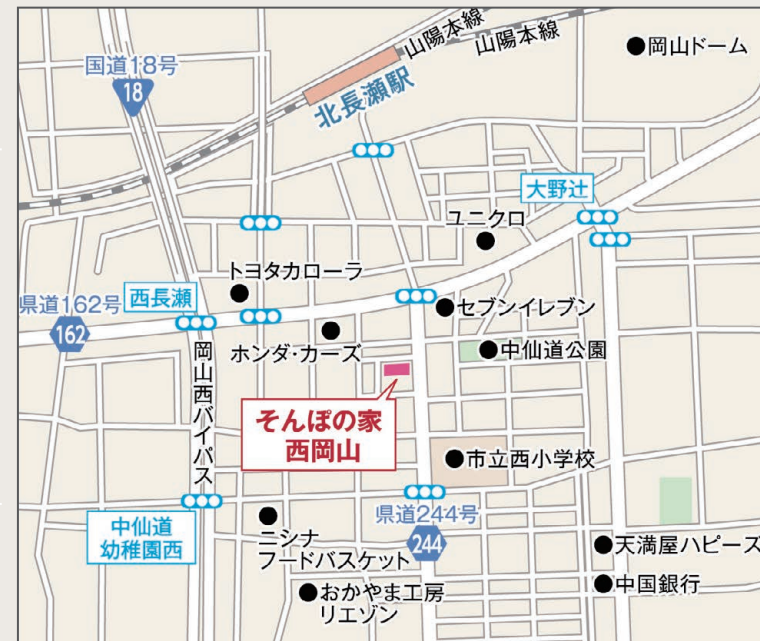 山陽本線
山陽本線
岡山ドーム
国道18号
18
北長瀬駅
大野辻
ユニクロ
トヨタカローラ
西長瀬
県道162号
162
セブンイレブン
ホンダ・カーズ
中仙道公園
岡山西バイパス
そんぽの家
西岡山
市立西小学校
県道244号
244
中仙道
幼稚園西
ニシナ
フードバスケット
天満屋ハピーズ
中国銀行
おかやま工房
リエゾン